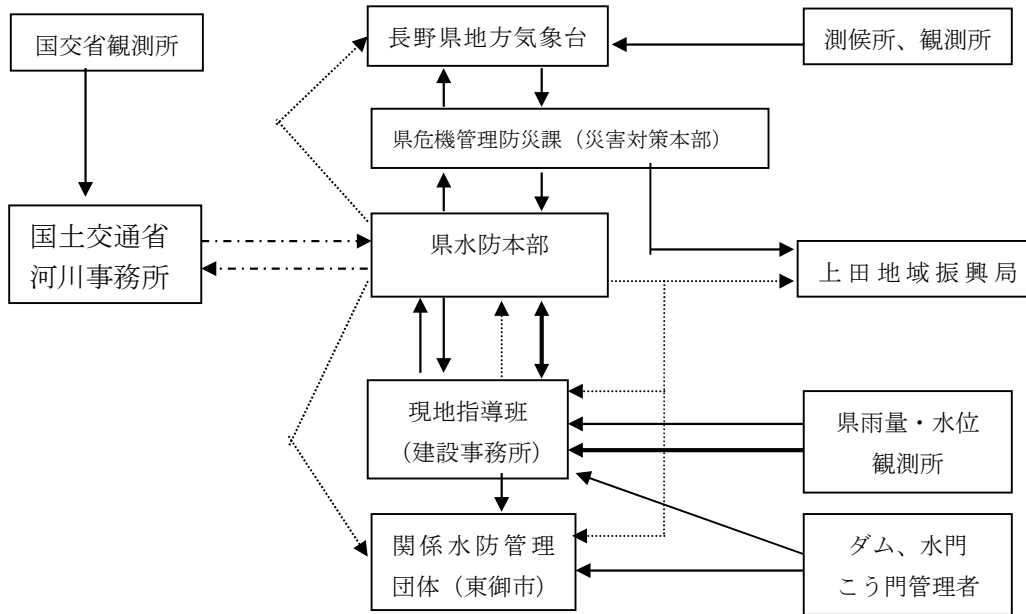 国交省観測所
長野県地方気象台
測候所、観測所
県危機管理防災課（災害対策本部）
国土交通省
河川事務所
県水防本部
上田地域振興局
現地指導班
（建設事務所）
県雨量・水位
観測所
関係水防管理
団体（東御市）
ダム、水門
こう門管理者